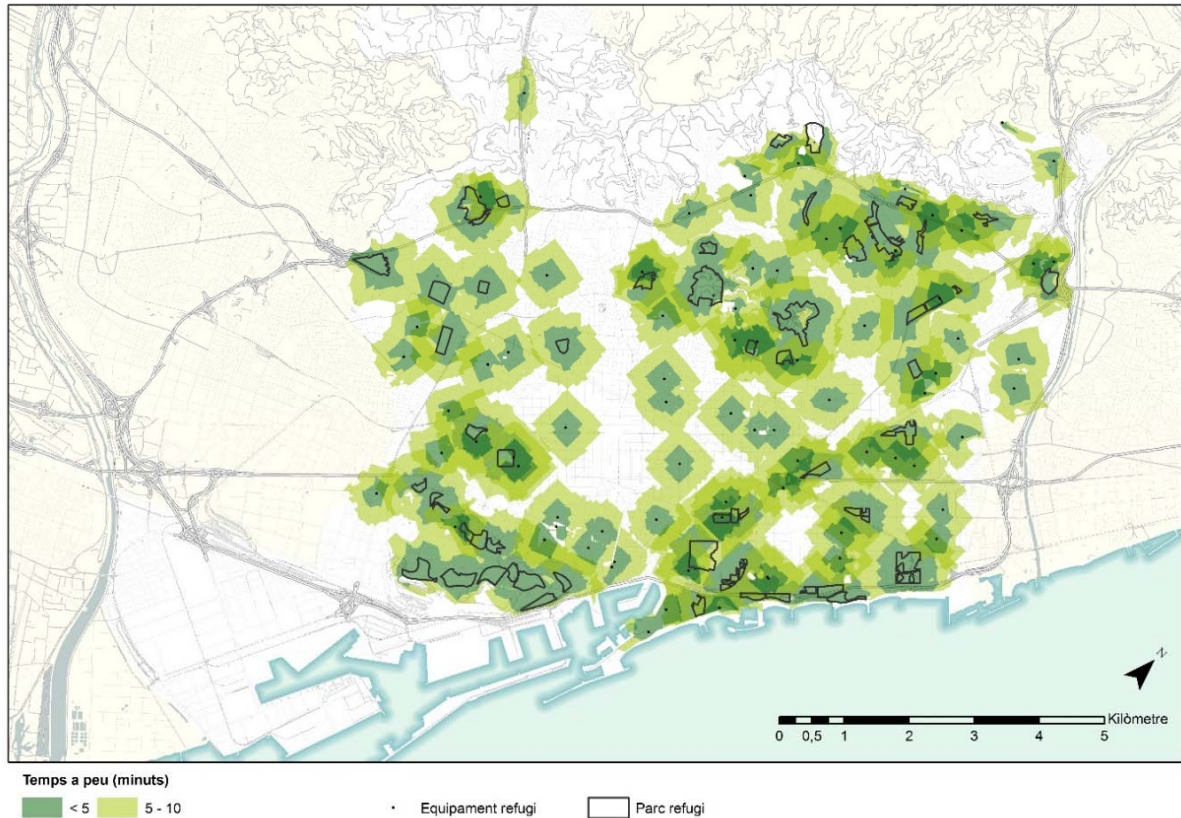 N
Kilòmetre
0 0,5 1 2 3 4 5
Temps a peu (minuts)
< 5 5 - 10 Equipament refugi Parc refugi